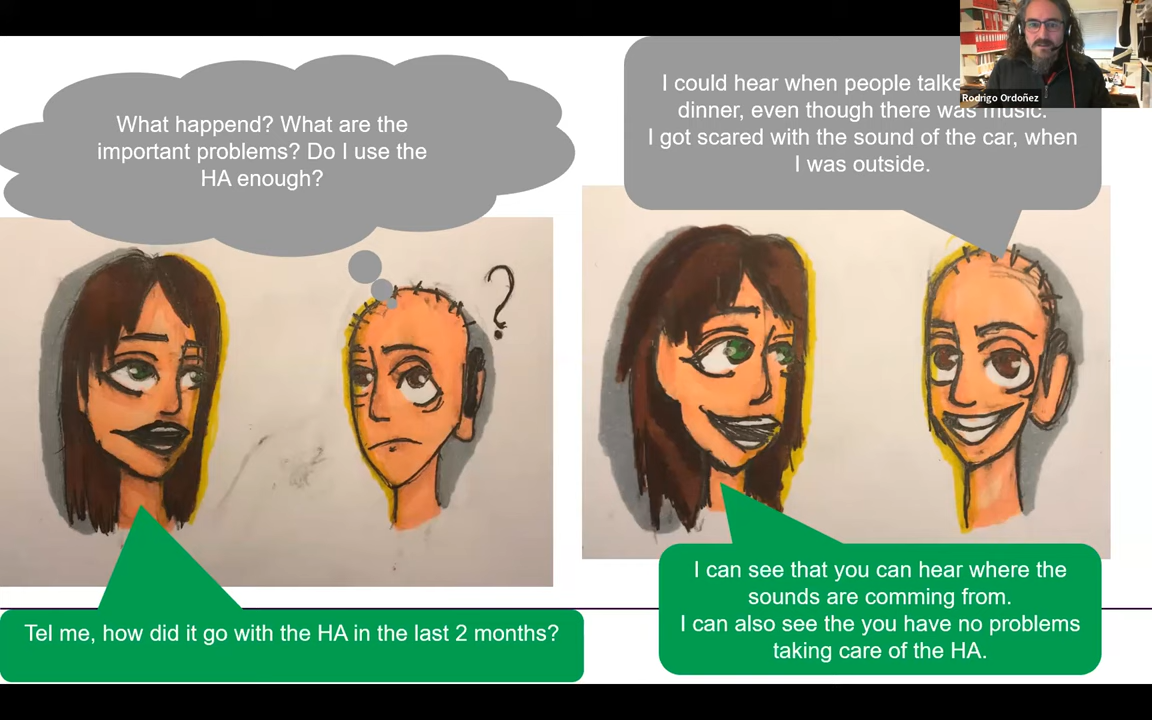 What happend? What are the
important problems? Do I use the
HA enough?
?
Tel me, how did it go with the HA in the last 2 months?
I could hear when people talke
dinner, even though there was music.
I got scared with the sound of the car, when
I was outside.
Rodrigo Ordoñez
I can see that you can hear where the
sounds are comming from.
I can also see the you have no problems
taking care of the HA.